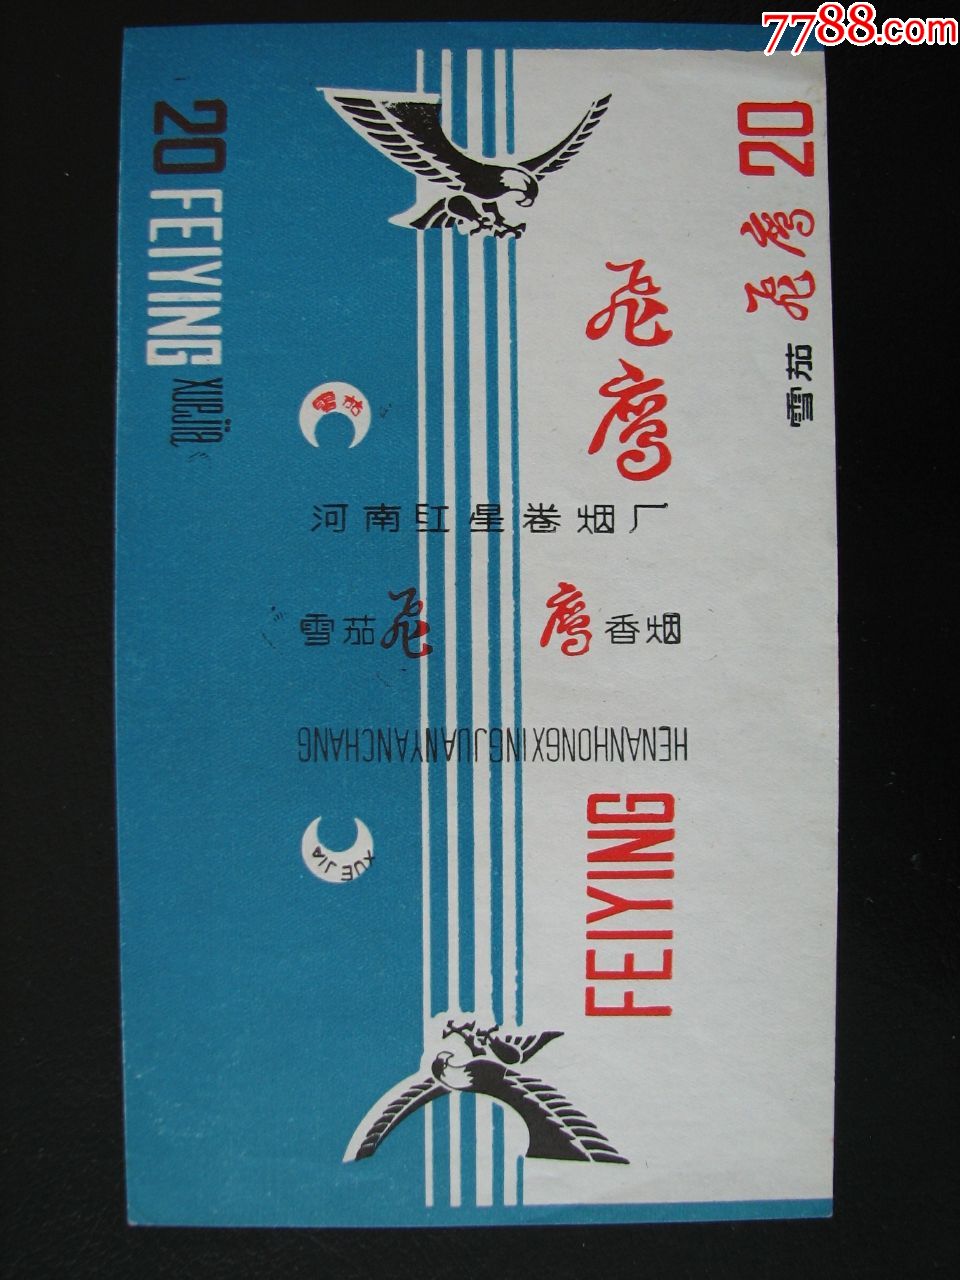 7788.com
20 FEIYING XUEJIA
20 飞鹰 雪茄
飞鹰
雪茄
河南红星卷烟厂
雪茄飞鹰香烟
HENANHONGXINGJUANYANCHANG
FEIYING
XUE JIA